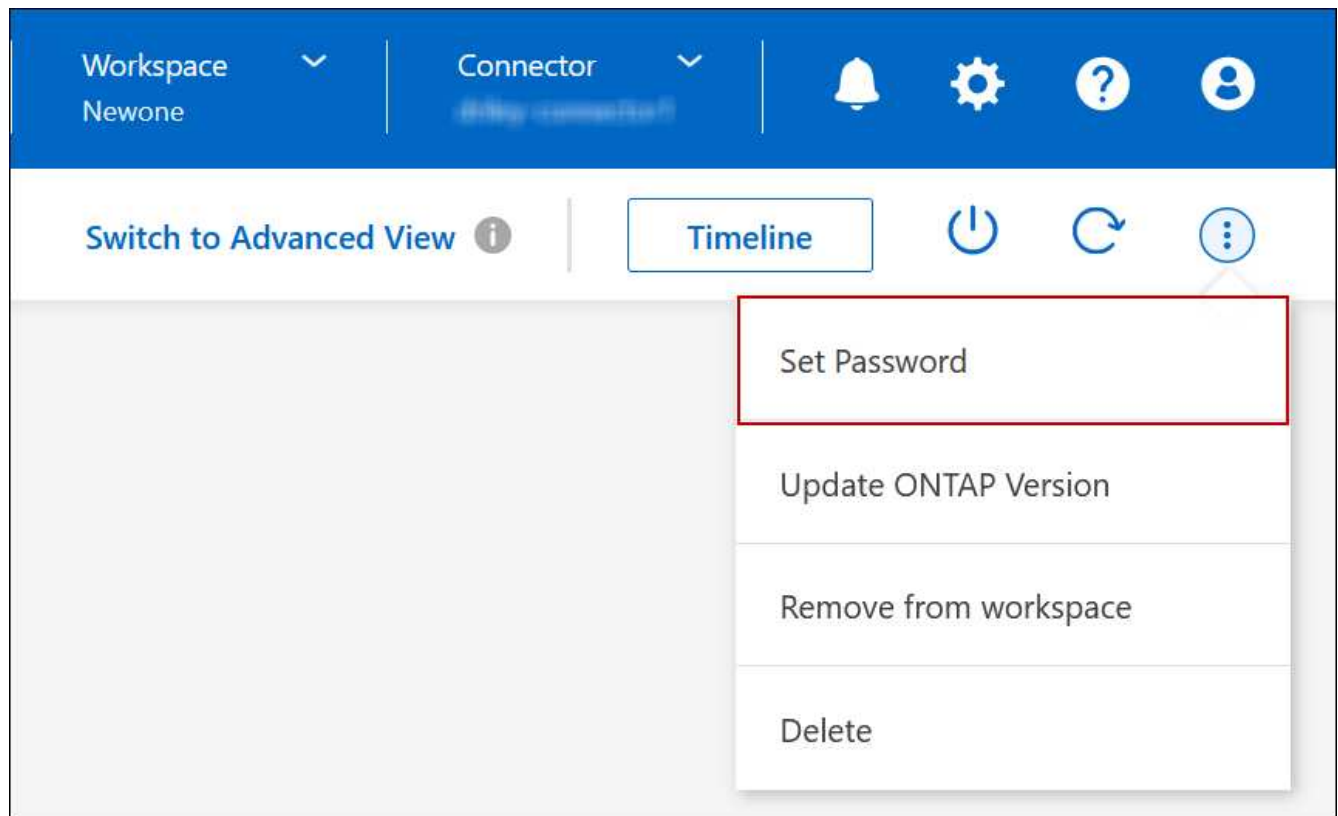 Workspace
Newone
Connector
Switch to Advanced View
Timeline
Set Password
Update ONTAP Version
Remove from workspace
Delete